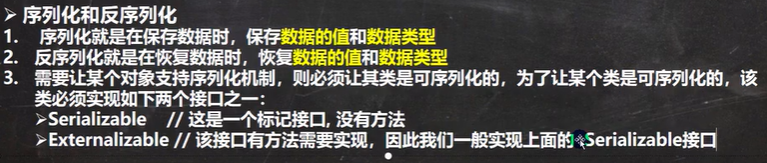 ➢ 序列化和反序列化
1. 序列化就是在保存数据时，保存数据的值和数据类型
2. 反序列化就是在恢复数据时，恢复数据的值和数据类型
3. 需要让某个对象支持序列化机制，则必须让其类是可序列化的，为了让某个类是可序列化的，该
类必须实现如下两个接口之一：
➢Serializable // 这是一个标记接口, 没有方法
➢Externalizable // 该接口有方法需要实现，因此我们一般实现上面的 Serializable接口